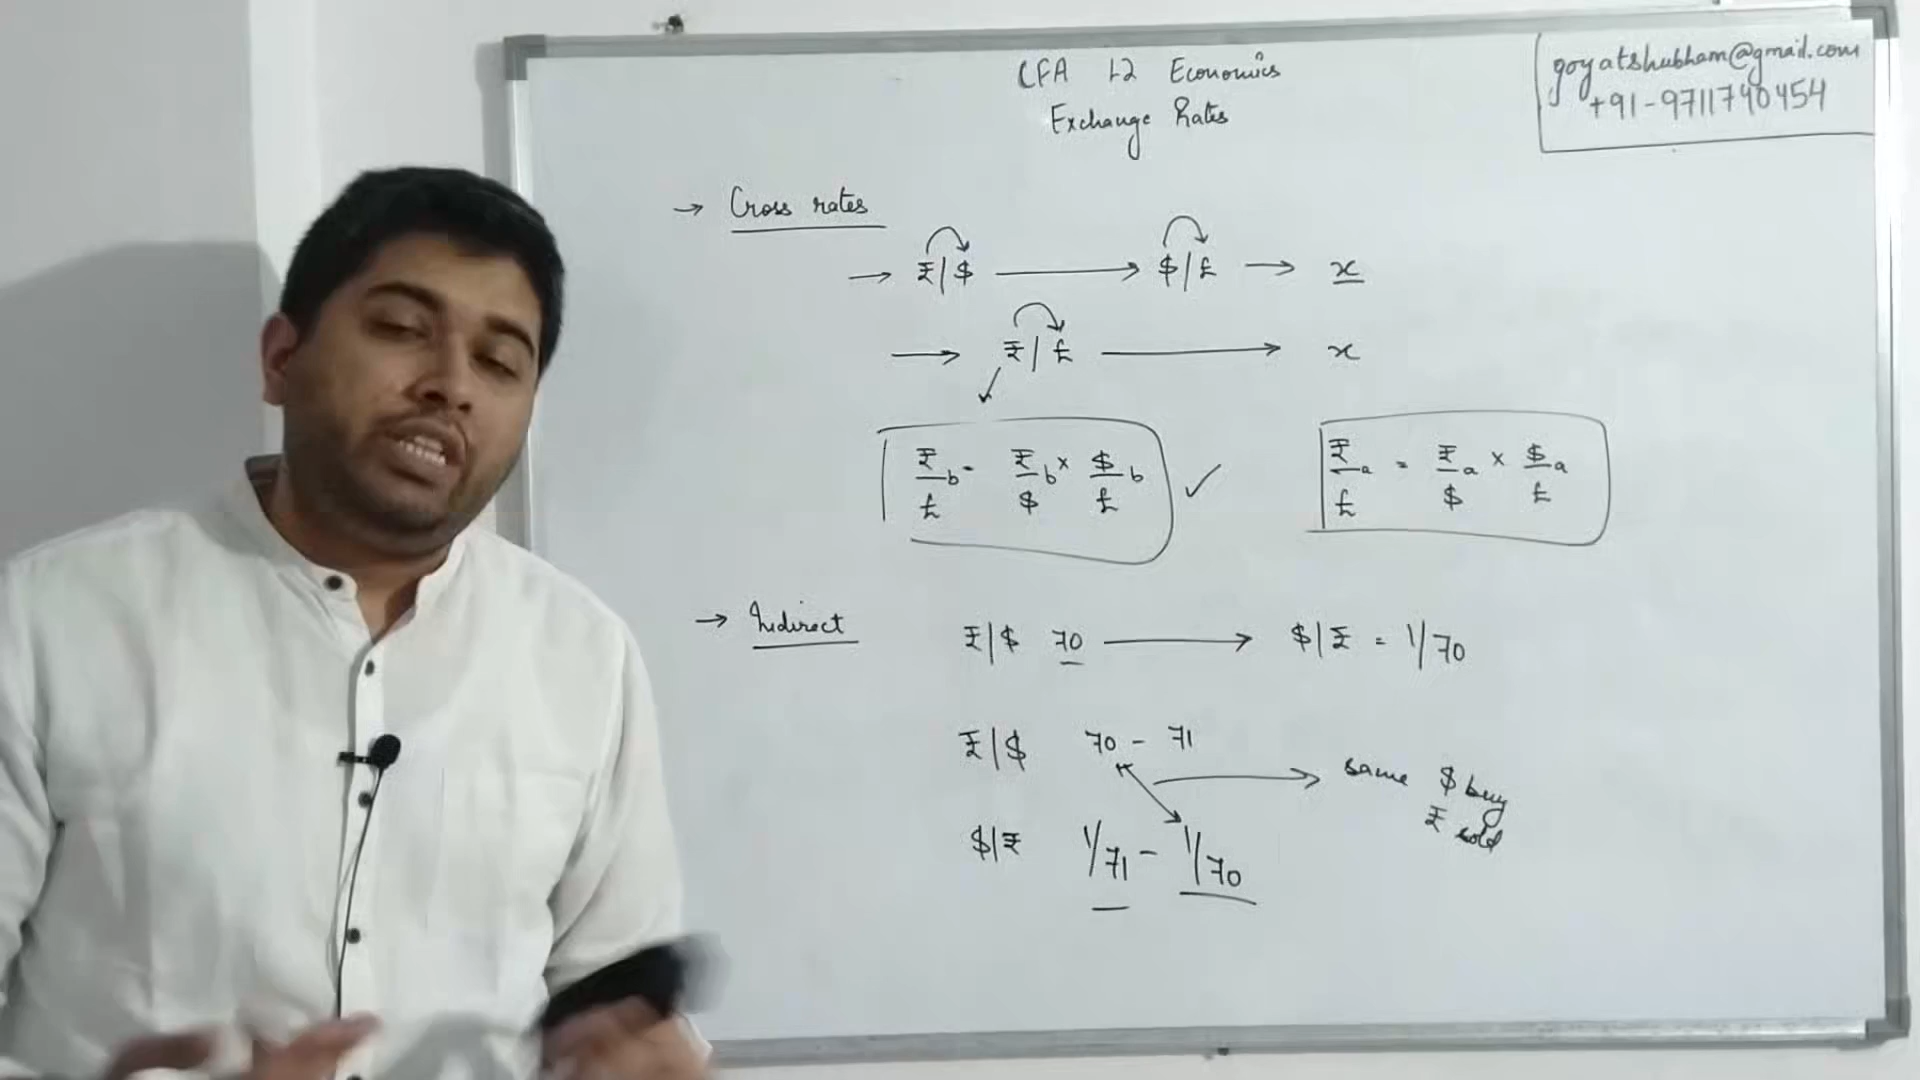 CFA L2 Economics
Exchange Rates
goyatshubham@gmail.com
+91-9711740454
→ Cross rates
→ ₹|$ → $/£ → x
→ ₹/£ → x
₹/£ b = ₹/$ b × $/£ b ✓
₹/£ a = ₹/$ a × $/£ a
→ Indirect
₹|$ 70 → $|₹ = 1/70
₹|$ 70 - 71
→ same $ buy
₹ sold
$|₹ 1/71 - 1/70